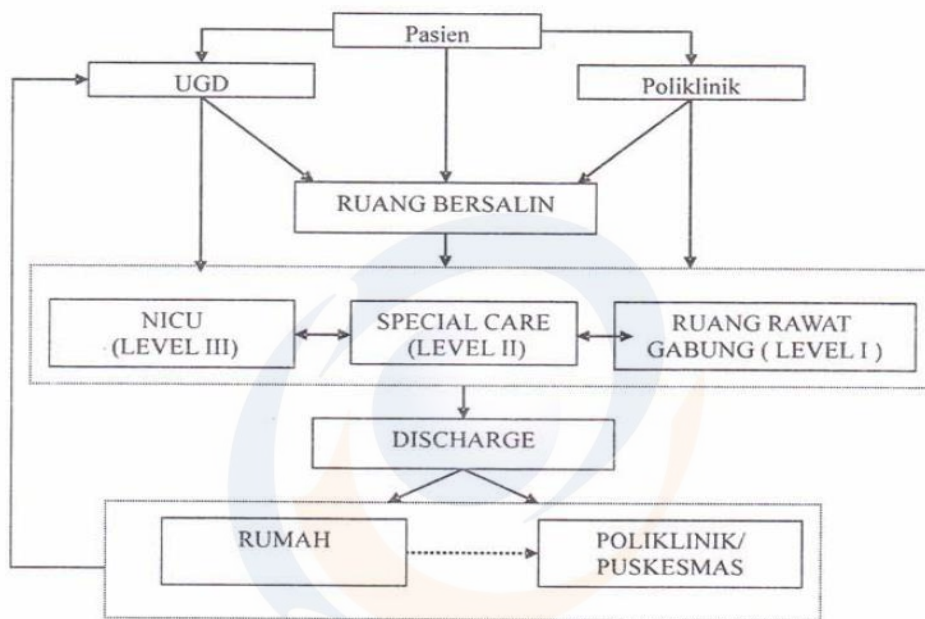 Pasien
UGD
Poliklinik
RUANG BERSALIN
NICU
(LEVEL III)
SPECIAL CARE
(LEVEL II)
RUANG RAWAT
GABUNG ( LEVEL I )
DISCHARGE
RUMAH
POLIKLINIK/
PUSKESMAS